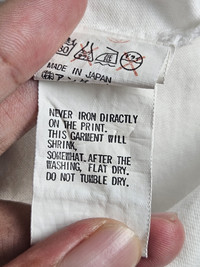 30
MADE IN JAPAN
NEVER IRON DIRACTLY
ON THE PRINT.
THIS GARMENT WILL
SHRINK.
SOMEWHAT.AFTER THE
WASHING, FLAT DRY.
DO NOT TUMBLE DRY.